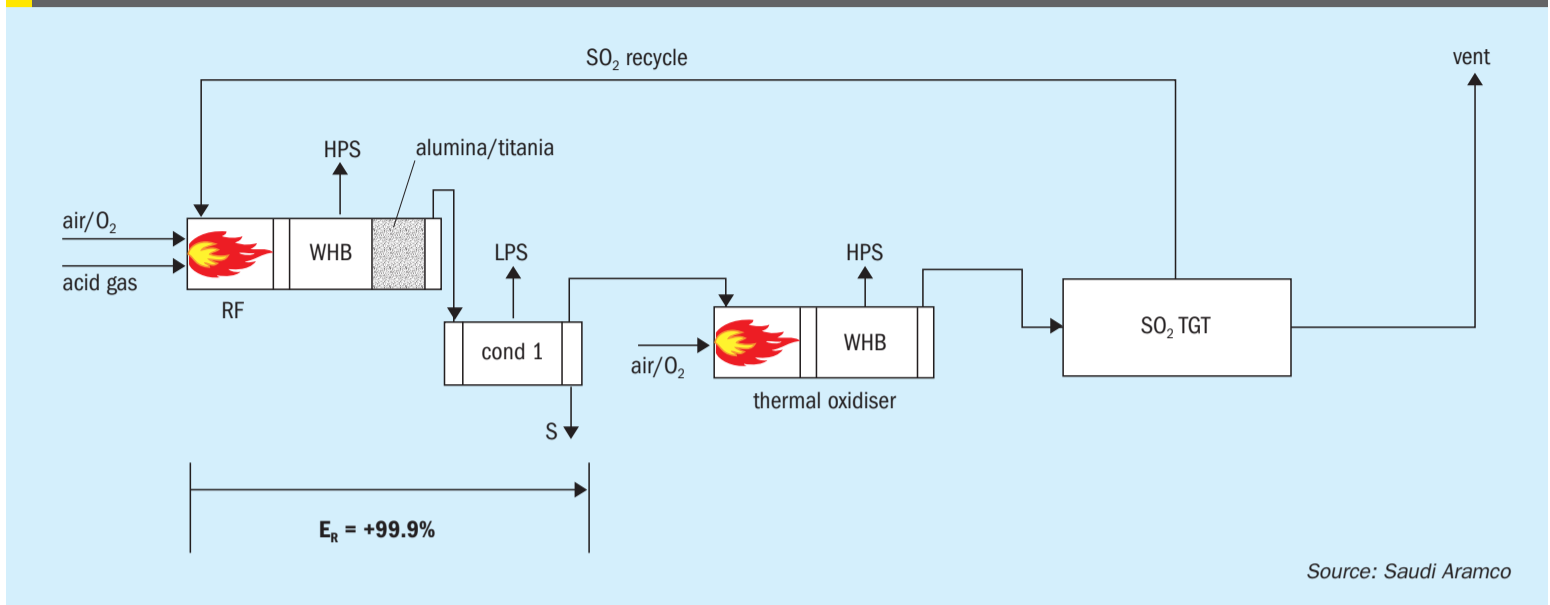 SO₂ recycle
vent
HPS
alumina/titania
air/O₂
acid gas
WHB
RF
LPS
cond 1
S
HPS
air/O₂
WHB
thermal oxidiser
SO₂ TGT
E_R = +99.9%
Source: Saudi Aramco